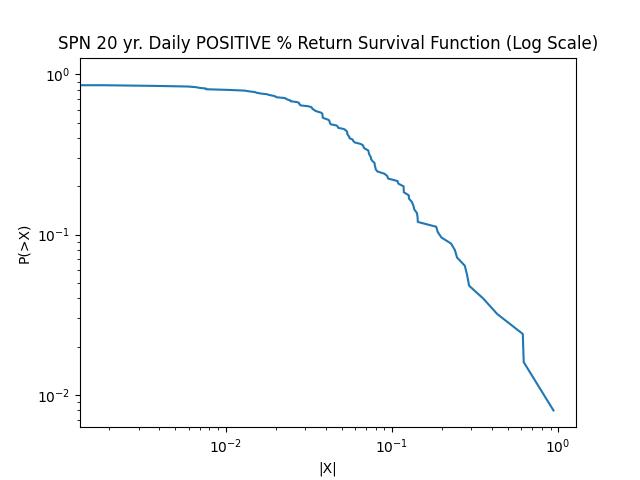 SPN 20 yr. Daily POSITIVE % Return Survival Function (Log Scale)
10⁰
10⁻¹
10⁻²
P(>X)
10⁻²
10⁻¹
10⁰
|X|